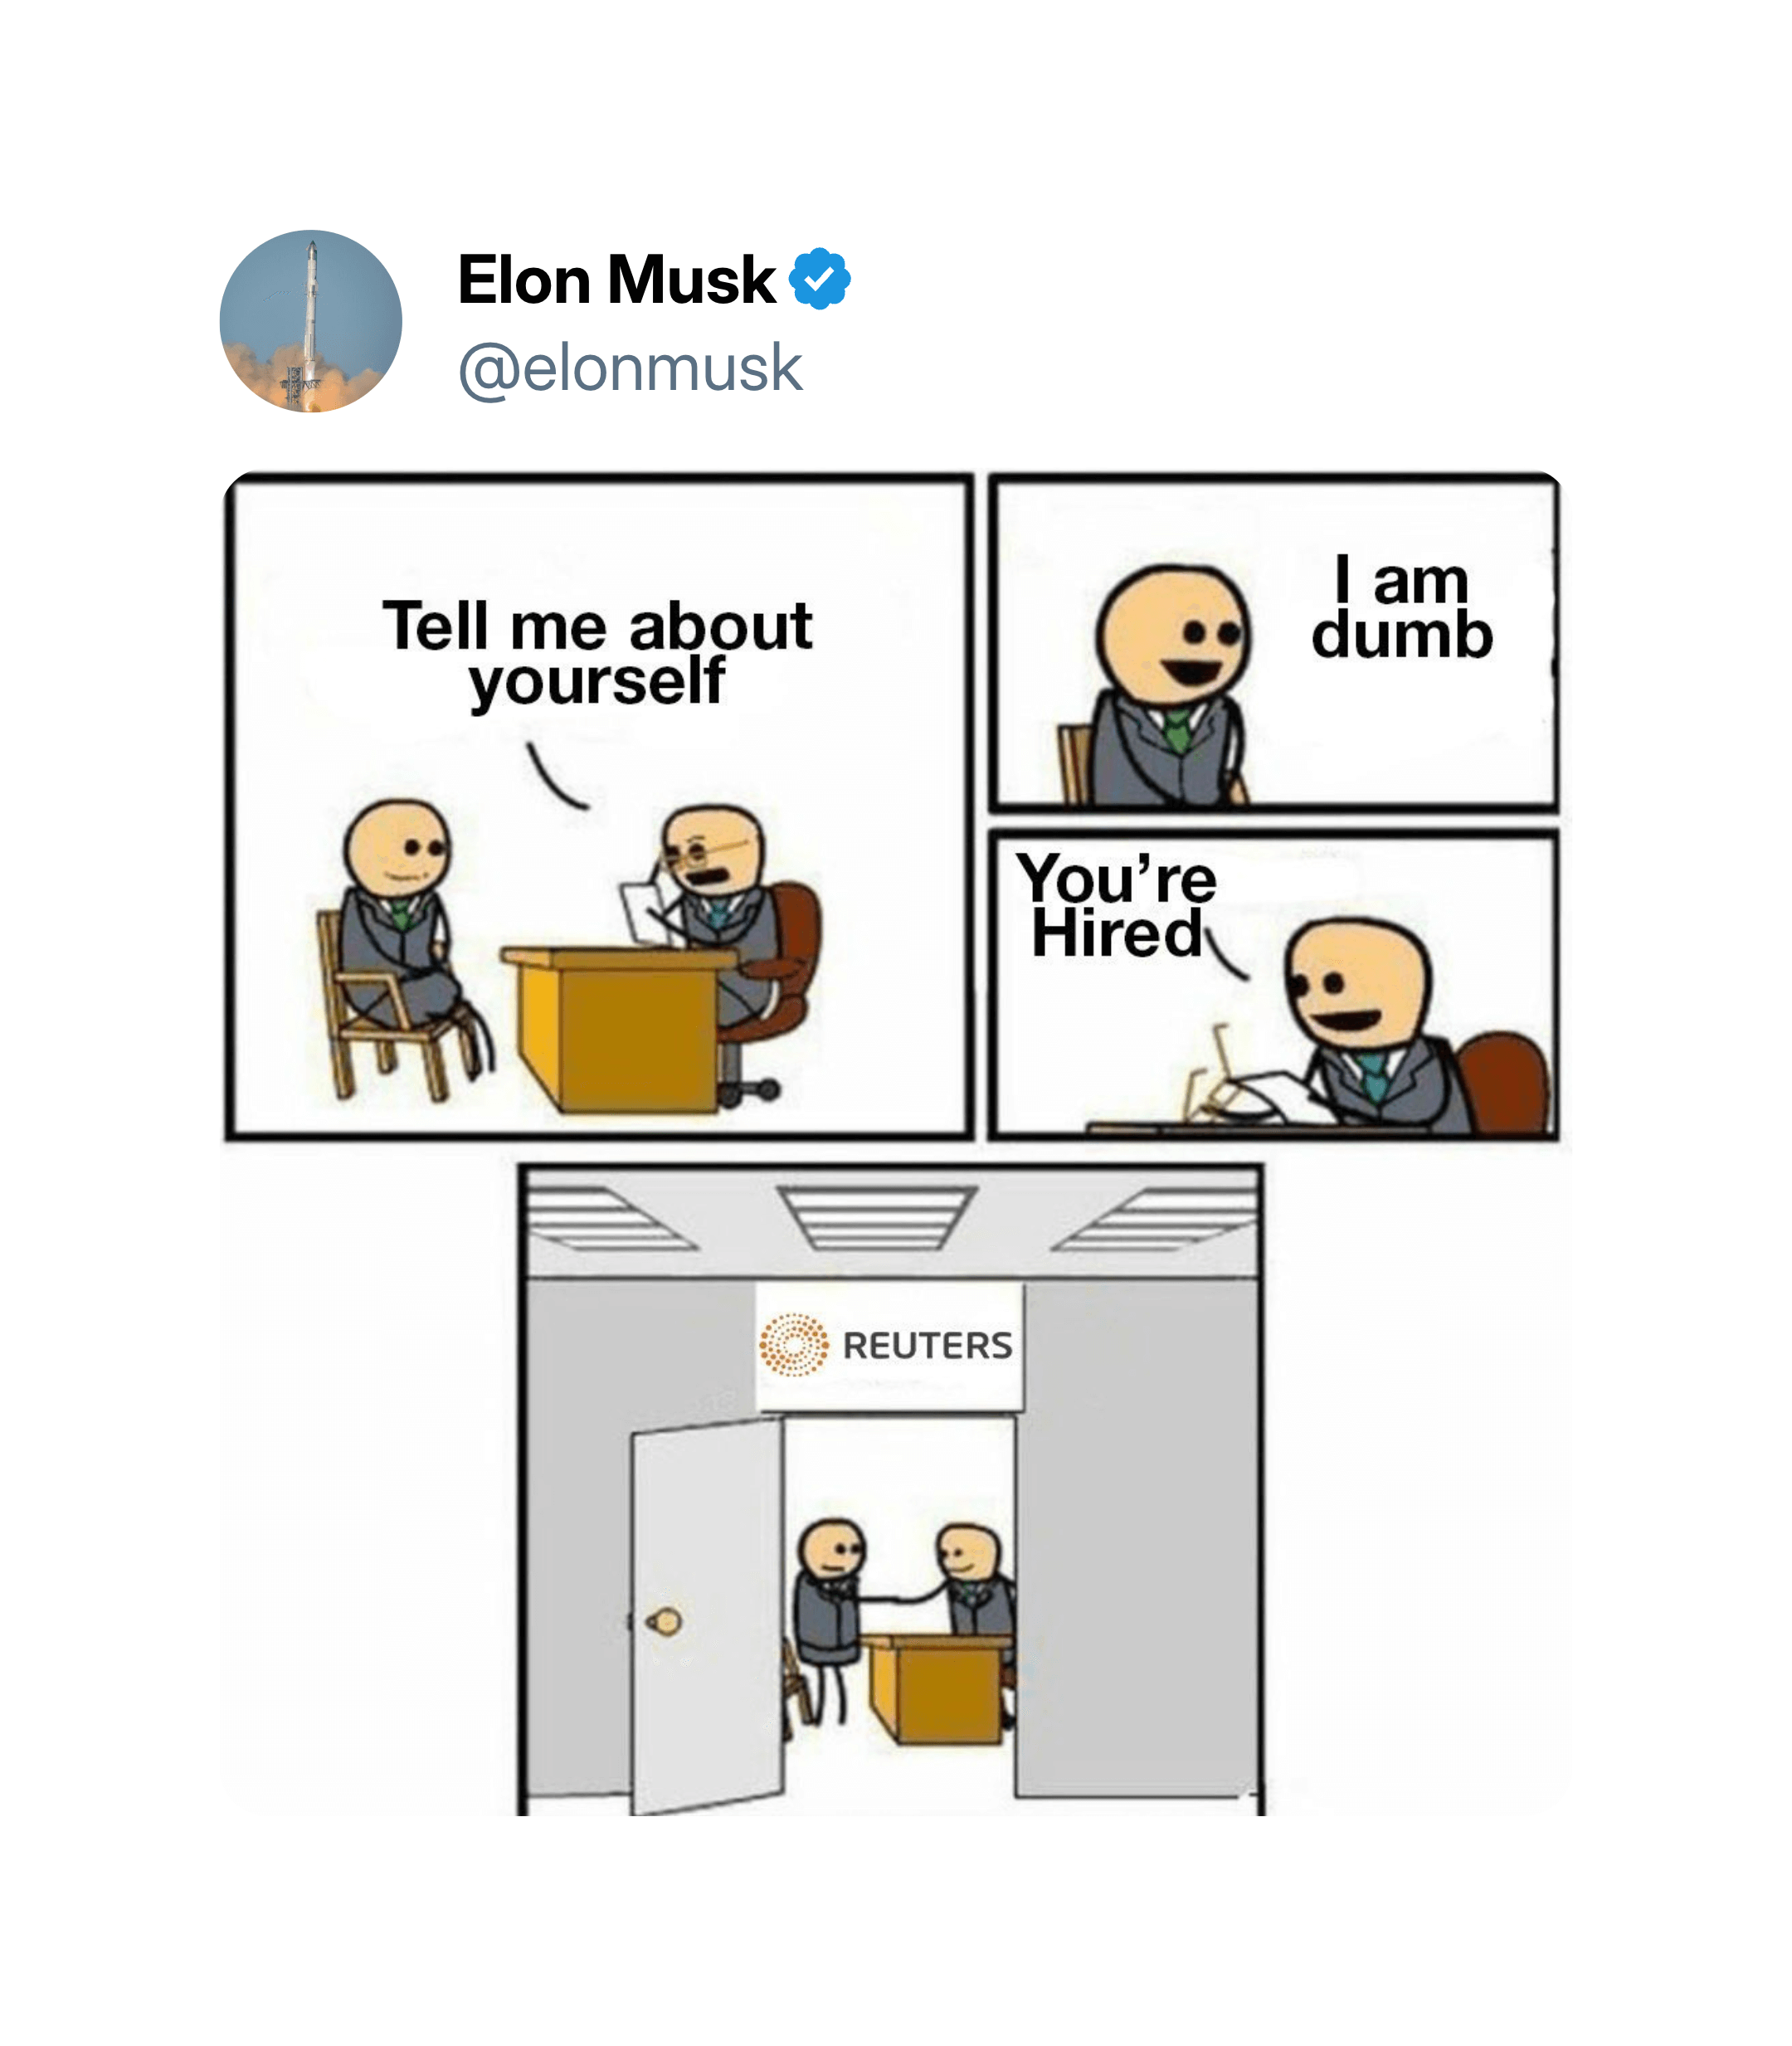 Elon Musk
@elonmusk
Tell me about
yourself
I am
dumb
You’re
Hired
REUTERS